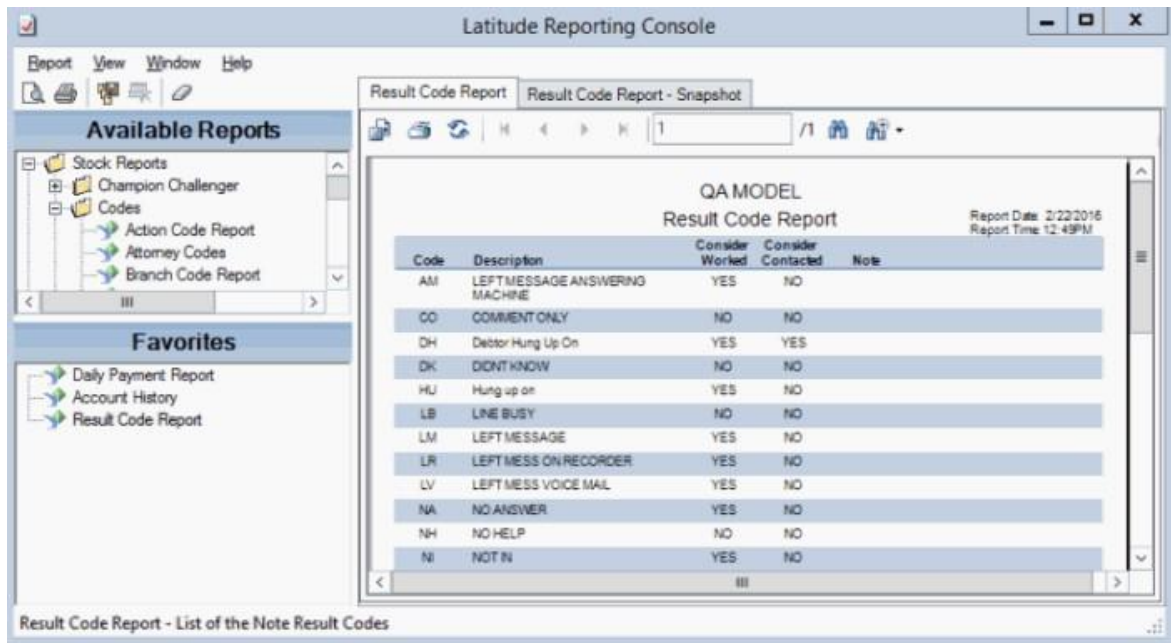 Latitude Reporting Console
Report View Window Help
Available Reports
Stock Reports
Champion Challenger
Codes
Action Code Report
Attorney Codes
Branch Code Report
Favorites
Daily Payment Report
Account History
Result Code Report
Result Code Report Result Code Report - Snapshot
1 /1
QA MODEL
Result Code Report
Report Date: 2/22/2016
Report Time: 12:49PM
Code Description Consider Worked Consider Contacted Note
AM LEFT MESSAGE ANSWERING MACHINE YES NO
CO COMMENT ONLY NO NO
DH Debtor Hung Up On YES YES
DK DIDNT KNOW NO NO
HU Hung up on YES NO
LB LINE BUSY NO NO
LM LEFT MESSAGE YES NO
LR LEFT MESS ON RECORDER YES NO
LV LEFT MESS VOICE MAIL YES NO
NA NO ANSWER YES NO
NH NO HELP NO NO
NI NOT IN YES NO
Result Code Report - List of the Note Result Codes